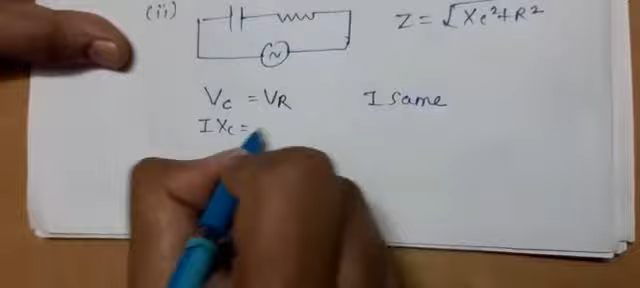 (ii)
Z = √Xc²+R²
Vc = VR I same
IXc =